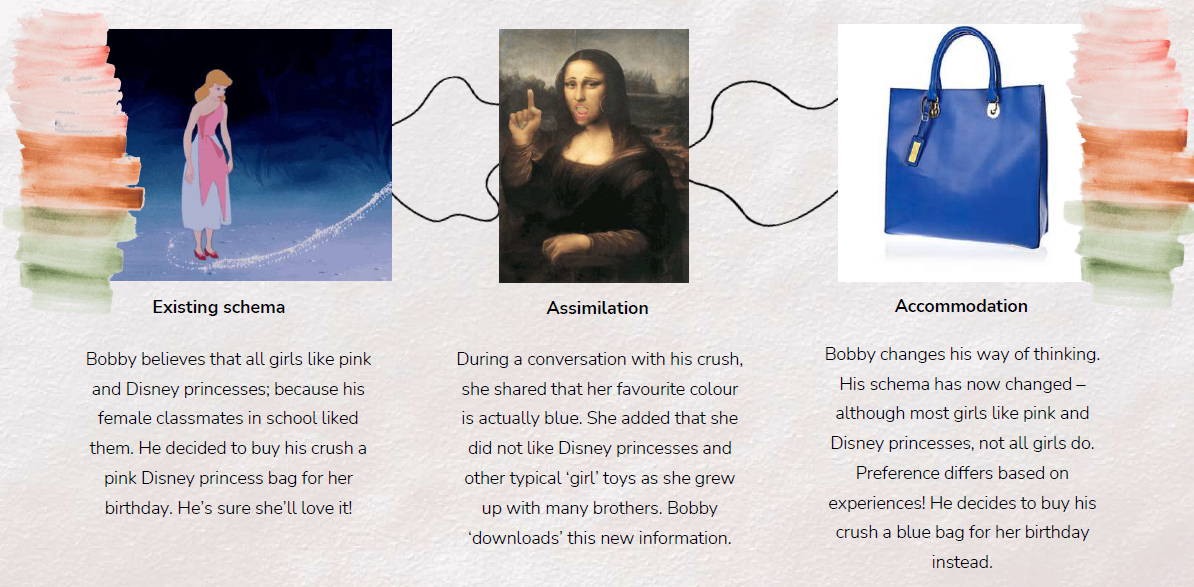 Existing schema
Bobby believes that all girls like pink
and Disney princesses; because his
female classmates in school liked
them. He decided to buy his crush a
pink Disney princess bag for her
birthday. He’s sure she’ll love it!
Assimilation
During a conversation with his crush,
she shared that her favourite colour
is actually blue. She added that she
did not like Disney princesses and
other typical ‘girl’ toys as she grew
up with many brothers. Bobby
‘downloads’ this new information.
Accommodation
Bobby changes his way of thinking.
His schema has now changed –
although most girls like pink and
Disney princesses, not all girls do.
Preference differs based on
experiences! He decides to buy his
crush a blue bag for her birthday
instead.